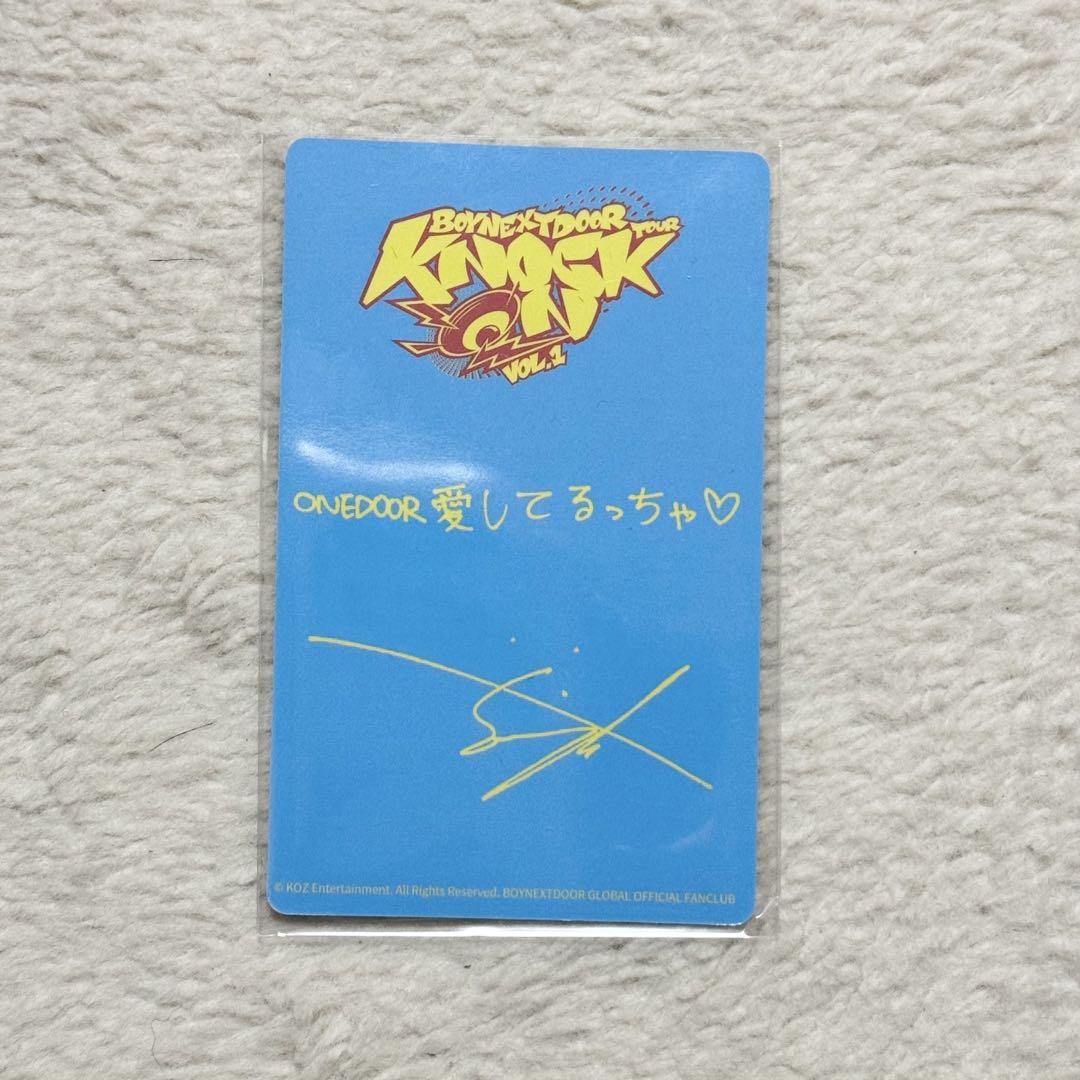 BOYNEXTDOOR TOUR
KNOCK
ON
VOL.1
ONEDOOR愛してるっちゃ♡
© KOZ Entertainment. All Rights Reserved. BOYNEXTDOOR GLOBAL OFFICIAL FANCLUB